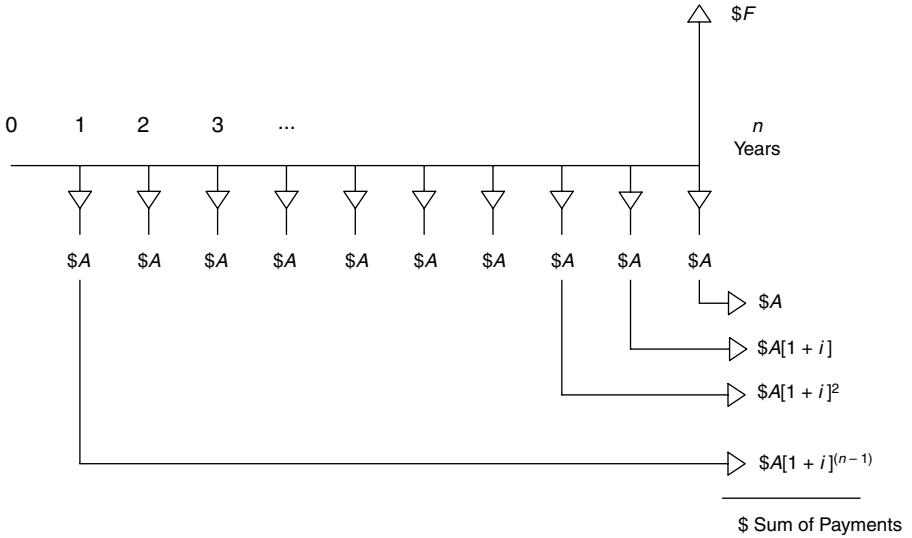 $F
0 1 2 3 ... n
Years
$A $A $A $A $A $A $A $A $A $A
$A
$A[1 + i]
$A[1 + i]²
$A[1 + i]⁽ⁿ⁻¹⁾
$ Sum of Payments